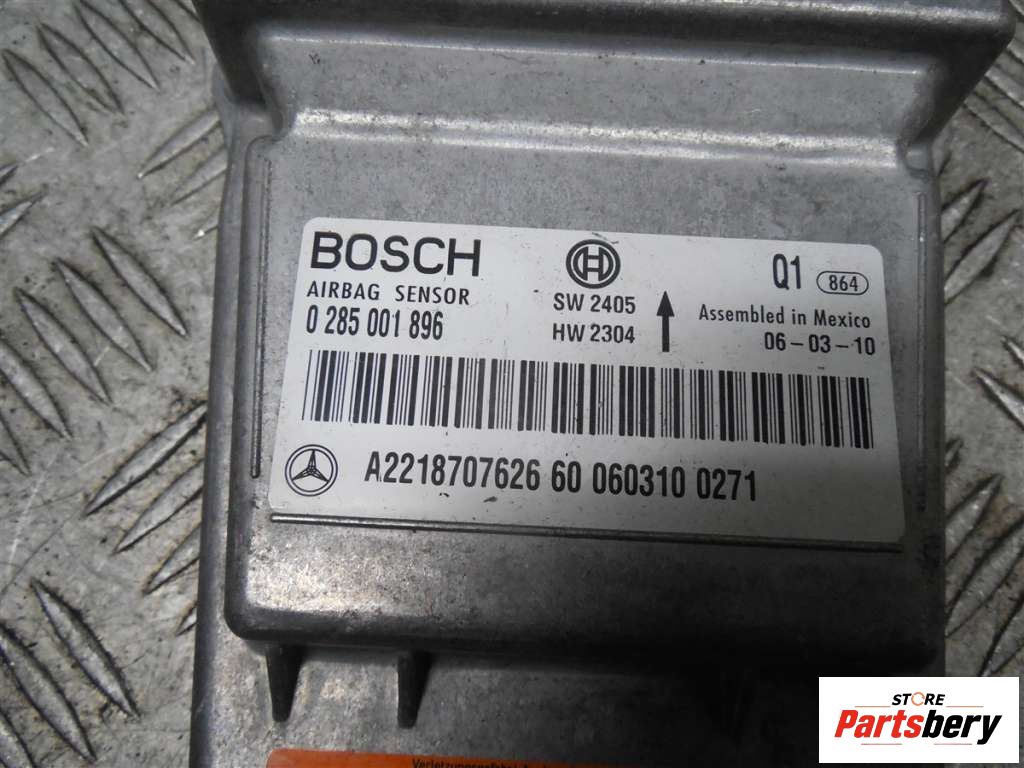 BOSCH
AIRBAG SENSOR
0 285 001 896
SW 2405
HW 2304
Q1 864
Assembled in Mexico
06-03-10
A2218707626 60 060310 0271
Verletzungsgefahr!
STORE
Partsbery